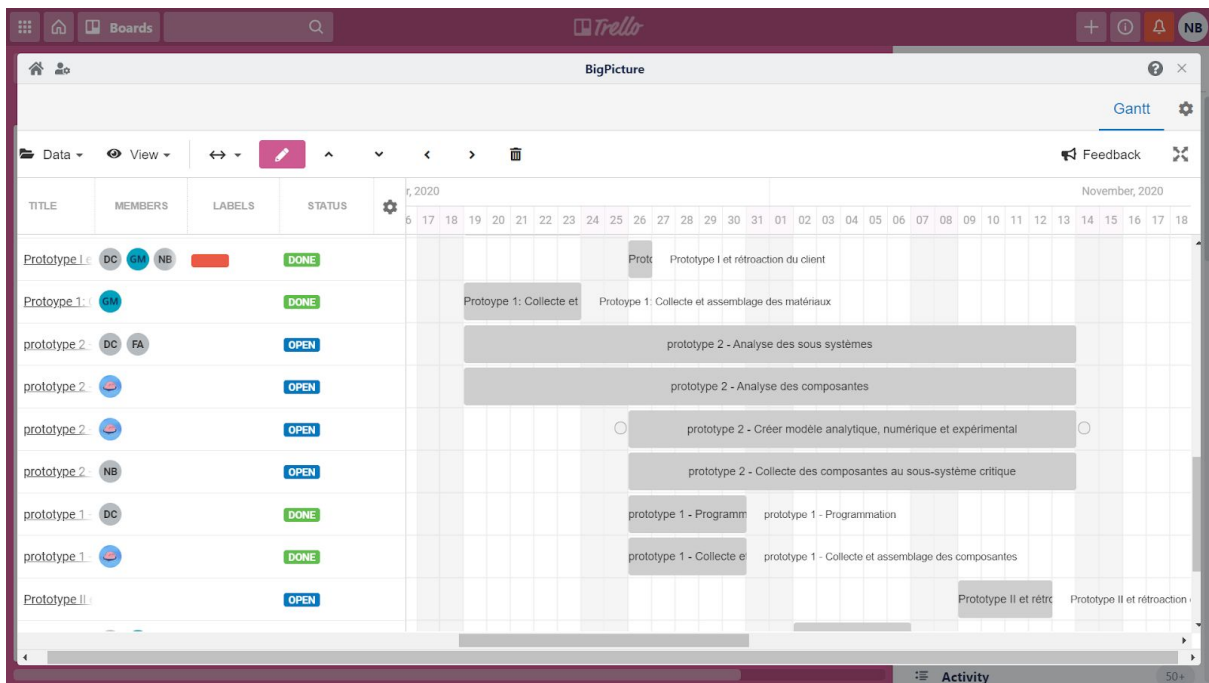 Boards
Trello
NB
BigPicture
Gantt
Data
View
Feedback
TITLE MEMBERS LABELS STATUS
r, 2020
November, 2020
6 17 18 19 20 21 22 23 24 25 26 27 28 29 30 31 01 02 03 04 05 06 07 08 09 10 11 12 13 14 15 16 17 18
Prototype I e DC GM NB DONE Proto Prototype I et rétroaction du client
Protoype 1: GM DONE Protoype 1: Collecte et Protoype 1: Collecte et assemblage des matériaux
prototype 2 - DC FA OPEN prototype 2 - Analyse des sous systèmes
prototype 2 - OPEN prototype 2 - Analyse des composantes
prototype 2 - OPEN prototype 2 - Créer modèle analytique, numérique et expérimental
prototype 2 - NB OPEN prototype 2 - Collecte des composantes au sous-système critique
prototype 1 - DC DONE prototype 1 - Programm prototype 1 - Programmation
prototype 1 - DONE prototype 1 - Collecte e prototype 1 - Collecte et assemblage des composantes
Prototype II OPEN Prototype II et rétro Prototype II et rétroaction
Activity
50+